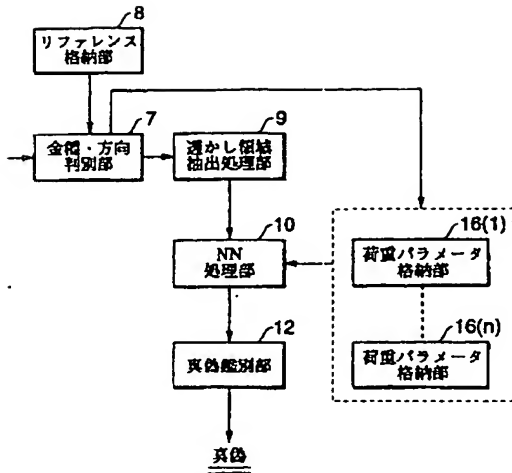 8
リファレンス
格納部
7
金種・方向
判別部
9
透かし領域
抽出処理部
10
NN
処理部
16(1)
荷重パラメータ
格納部
16(n)
荷重パラメータ
格納部
12
真偽鑑別部
真偽